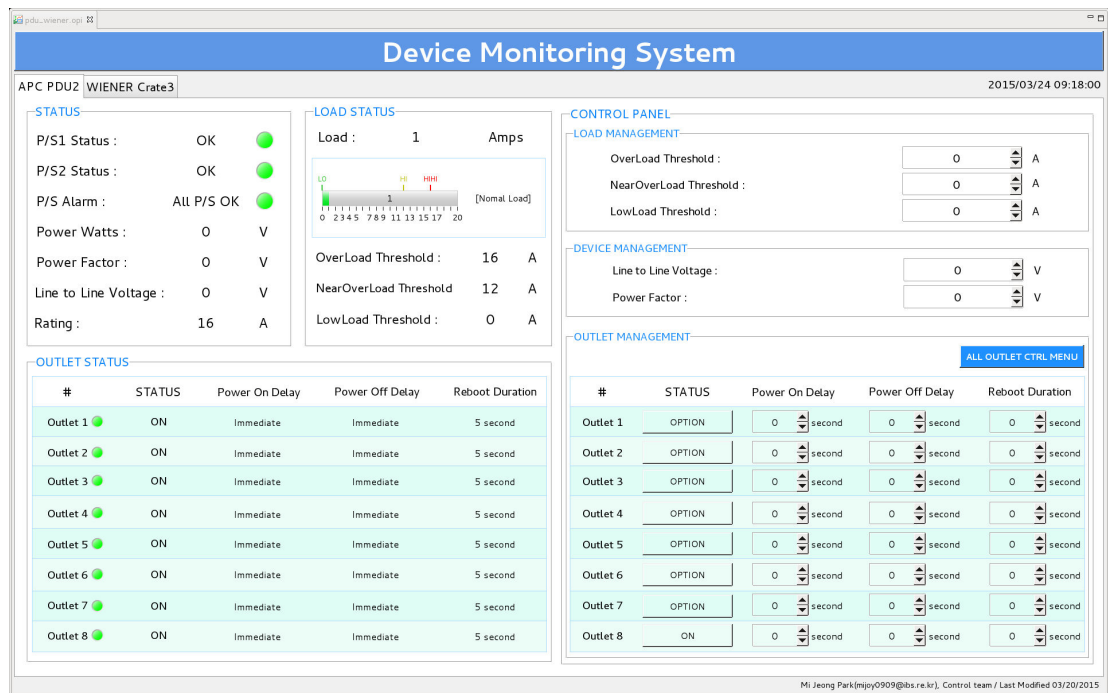 pdu_wiener.opi
Device Monitoring System
APC PDU2 WIENER Crate3 2015/03/24 09:18:00
STATUS
P/S1 Status : OK
P/S2 Status : OK
P/S Alarm : All P/S OK
Power Watts : 0 V
Power Factor : 0 V
Line to Line Voltage : 0 V
Rating : 16 A
LOAD STATUS
Load : 1 Amps
LO HI HIHI
1 [Nomal Load]
0 2 3 4 5 7 8 9 11 13 15 17 20
OverLoad Threshold : 16 A
NearOverLoad Threshold 12 A
LowLoad Threshold : 0 A
OUTLET STATUS
# STATUS Power On Delay Power Off Delay Reboot Duration
Outlet 1 ON Immediate Immediate 5 second
Outlet 2 ON Immediate Immediate 5 second
Outlet 3 ON Immediate Immediate 5 second
Outlet 4 ON Immediate Immediate 5 second
Outlet 5 ON Immediate Immediate 5 second
Outlet 6 ON Immediate Immediate 5 second
Outlet 7 ON Immediate Immediate 5 second
Outlet 8 ON Immediate Immediate 5 second
CONTROL PANEL
LOAD MANAGEMENT
OverLoad Threshold : 0 A
NearOverLoad Threshold : 0 A
LowLoad Threshold : 0 A
DEVICE MANAGEMENT
Line to Line Voltage : 0 V
Power Factor : 0 V
OUTLET MANAGEMENT
ALL OUTLET CTRL MENU
# STATUS Power On Delay Power Off Delay Reboot Duration
Outlet 1 OPTION 0 second 0 second 0 second
Outlet 2 OPTION 0 second 0 second 0 second
Outlet 3 OPTION 0 second 0 second 0 second
Outlet 4 OPTION 0 second 0 second 0 second
Outlet 5 OPTION 0 second 0 second 0 second
Outlet 6 OPTION 0 second 0 second 0 second
Outlet 7 OPTION 0 second 0 second 0 second
Outlet 8 ON 0 second 0 second 0 second
Mi Jeong Park(mijoy0909@ibs.re.kr), Control team / Last Modified 03/20/2015